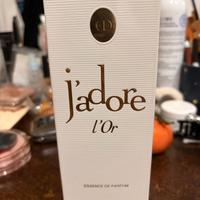 CD
j'adore
l'Or
ESSENCE DE PARFUM